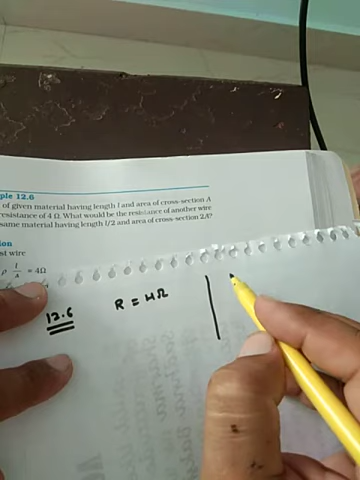 ple 12.6
of given material having length l and area of cross-section A
resistance of 4 Ω. What would be the resistance of another wire
same material having length l/2 and area of cross-section 2A?
ion
st wire
ρ l/A = 4Ω
12.6
R = 4Ω